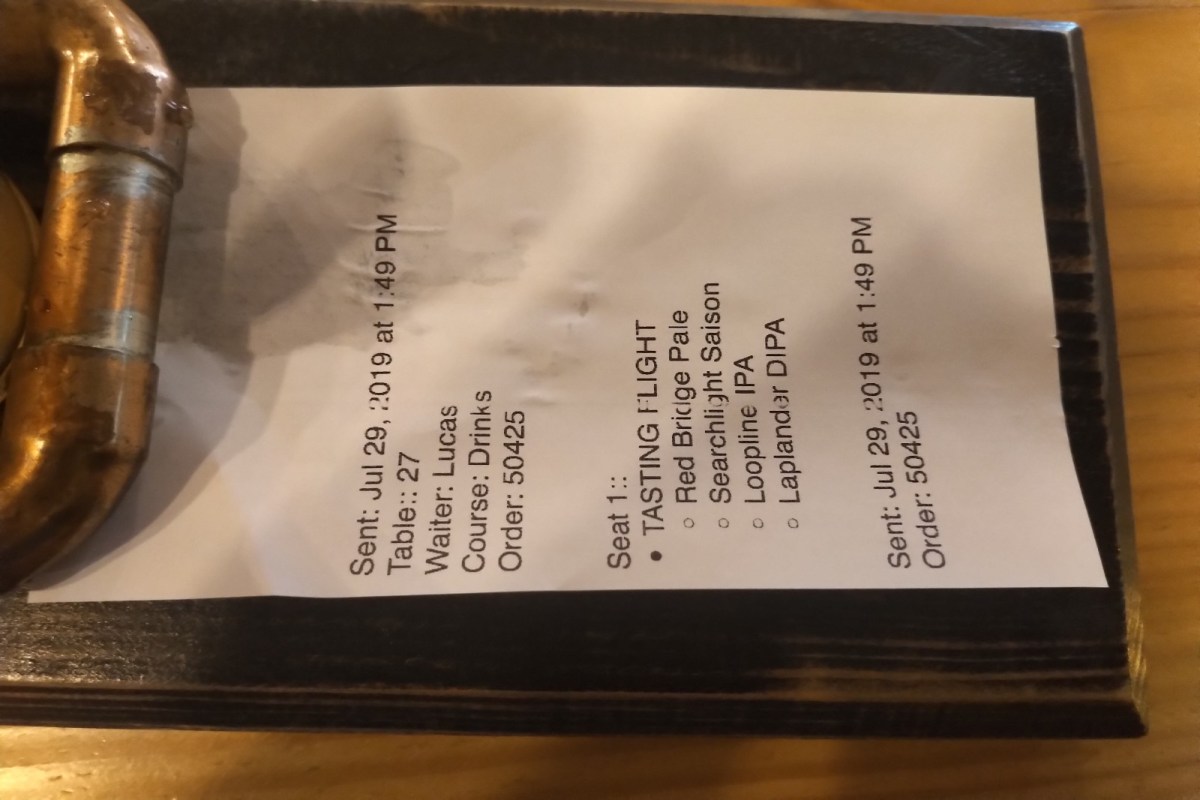 Sent: Jul 29, 2019 at 1:49 PM
Table:: 27
Waiter: Lucas
Course: Drinks
Order: 50425
Seat 1::
• TASTING FLIGHT
○ Red Bridge Pale
○ Searchlight Saison
○ Loopline IPA
○ Laplander DIPA
Sent: Jul 29, 2019 at 1:49 PM
Order: 50425